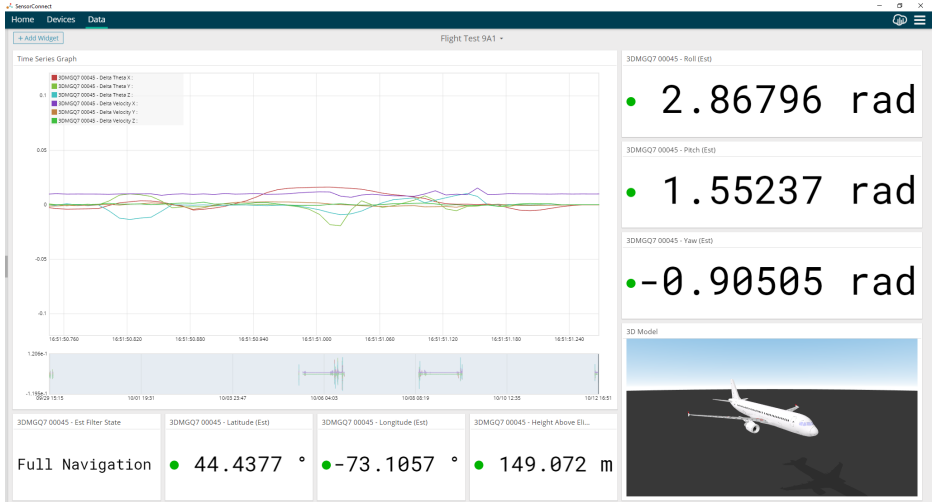 SensorConnect
Home Devices Data
+ Add Widget
Flight Test 9A1
Time Series Graph
3DMGQ7 00045 - Delta Theta X :
3DMGQ7 00045 - Delta Theta Y :
3DMGQ7 00045 - Delta Theta Z :
3DMGQ7 00045 - Delta Velocity X :
3DMGQ7 00045 - Delta Velocity Y :
3DMGQ7 00045 - Delta Velocity Z :
0.1
0.05
0
-0.05
-0.1
16:51:50.760 16:51:50.820 16:51:50.880 16:51:50.940 16:51:51.000 16:51:51.060 16:51:51.120 16:51:51.180 16:51:51.240
09/29 15:15 10/01 19:31 10/03 23:47 10/06 04:03 10/08 08:19 10/10 12:35 10/12 16:51
3DMGQ7 00045 - Roll (Est)
2.86796 rad
3DMGQ7 00045 - Pitch (Est)
1.55237 rad
3DMGQ7 00045 - Yaw (Est)
-0.90505 rad
3D Model
3DMGQ7 00045 - Est Filter State
Full Navigation
3DMGQ7 00045 - Latitude (Est)
44.4377 °
3DMGQ7 00045 - Longitude (Est)
-73.1057 °
3DMGQ7 00045 - Height Above Eli...
149.072 m